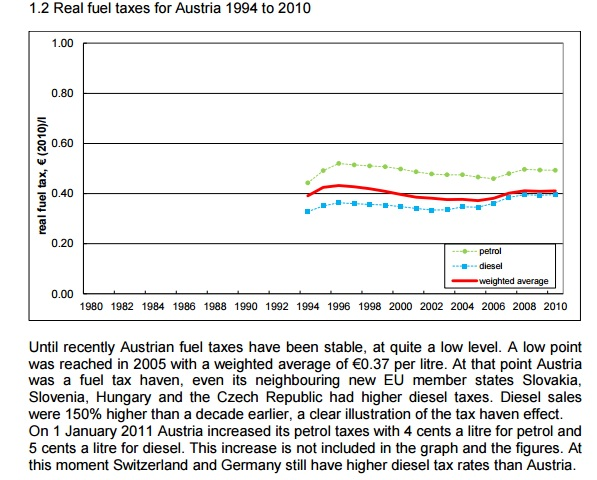 1.2 Real fuel taxes for Austria 1994 to 2010
1.00
0.80
0.60
0.40
0.20
0.00
real fuel tax, € (2010)/l
petrol
diesel
weighted average
1980 1982 1984 1986 1988 1990 1992 1994 1996 1998 2000 2002 2004 2006 2008 2010
Until recently Austrian fuel taxes have been stable, at quite a low level. A low point
was reached in 2005 with a weighted average of €0.37 per litre. At that point Austria
was a fuel tax haven, even its neighbouring new EU member states Slovakia,
Slovenia, Hungary and the Czech Republic had higher diesel taxes. Diesel sales
were 150% higher than a decade earlier, a clear illustration of the tax haven effect.
On 1 January 2011 Austria increased its petrol taxes with 4 cents a litre for petrol and
5 cents a litre for diesel. This increase is not included in the graph and the figures. At
this moment Switzerland and Germany still have higher diesel tax rates than Austria.